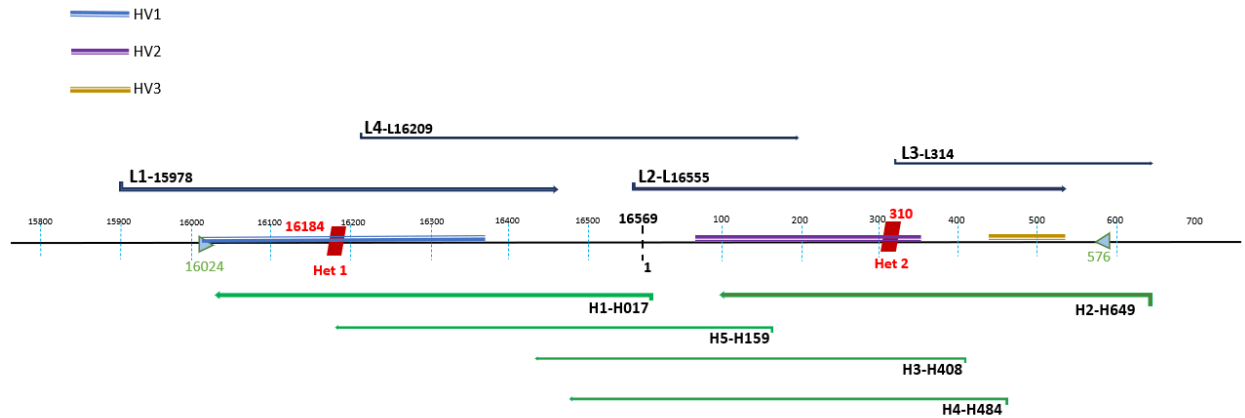 HV1
HV2
HV3
L4-L16209
L3-L314
L1-15978
L2-L16555
15800 15900 16000 16100 16184 16200 16300 16400 16500 16569 100 200 300 310 400 500 600 700
16024 Het 1 1 Het 2 576
H1-H017 H2-H649
H5-H159
H3-H408
H4-H484